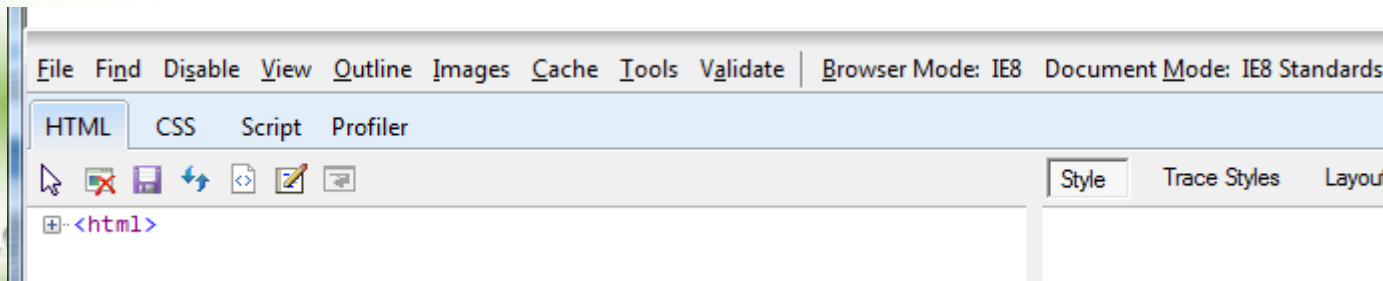 File Find Disable View Outline Images Cache Tools Validate Browser Mode: IE8 Document Mode: IE8 Standards
HTML CSS Script Profiler
Style Trace Styles Layout
<html>